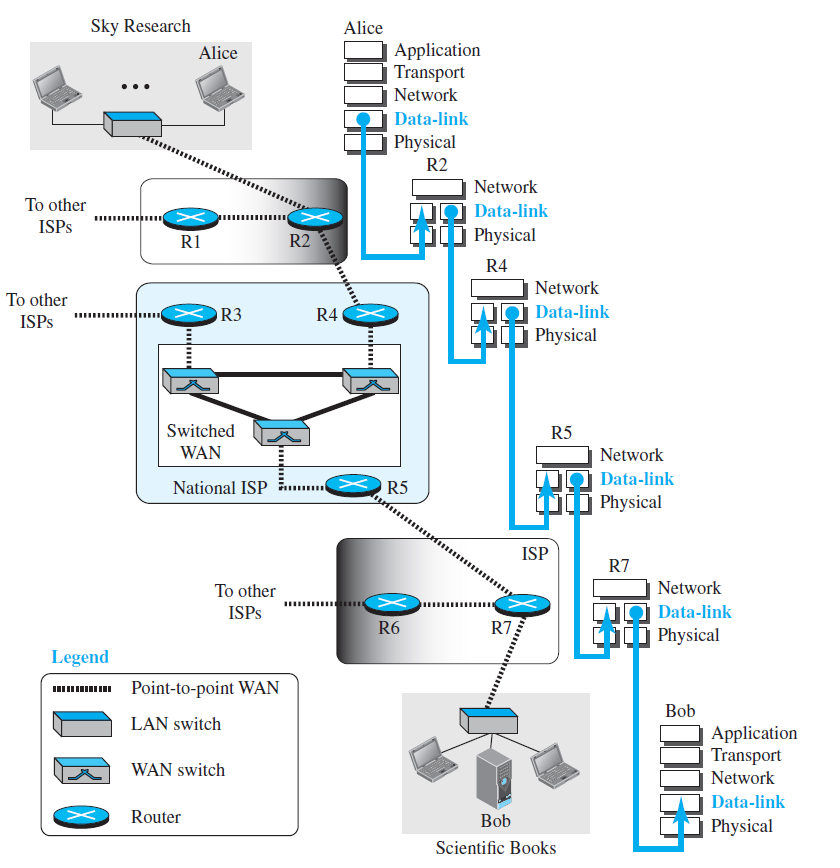 Sky Research
Alice
To other
ISPs
R1
R2
To other
ISPs
R3
R4
Switched
WAN
National ISP
R5
ISP
To other
ISPs
R6
R7
Bob
Scientific Books
Legend
Point-to-point WAN
LAN switch
WAN switch
Router
Alice
Application
Transport
Network
Data-link
Physical
R2
Network
Data-link
Physical
R4
Network
Data-link
Physical
R5
Network
Data-link
Physical
R7
Network
Data-link
Physical
Bob
Application
Transport
Network
Data-link
Physical